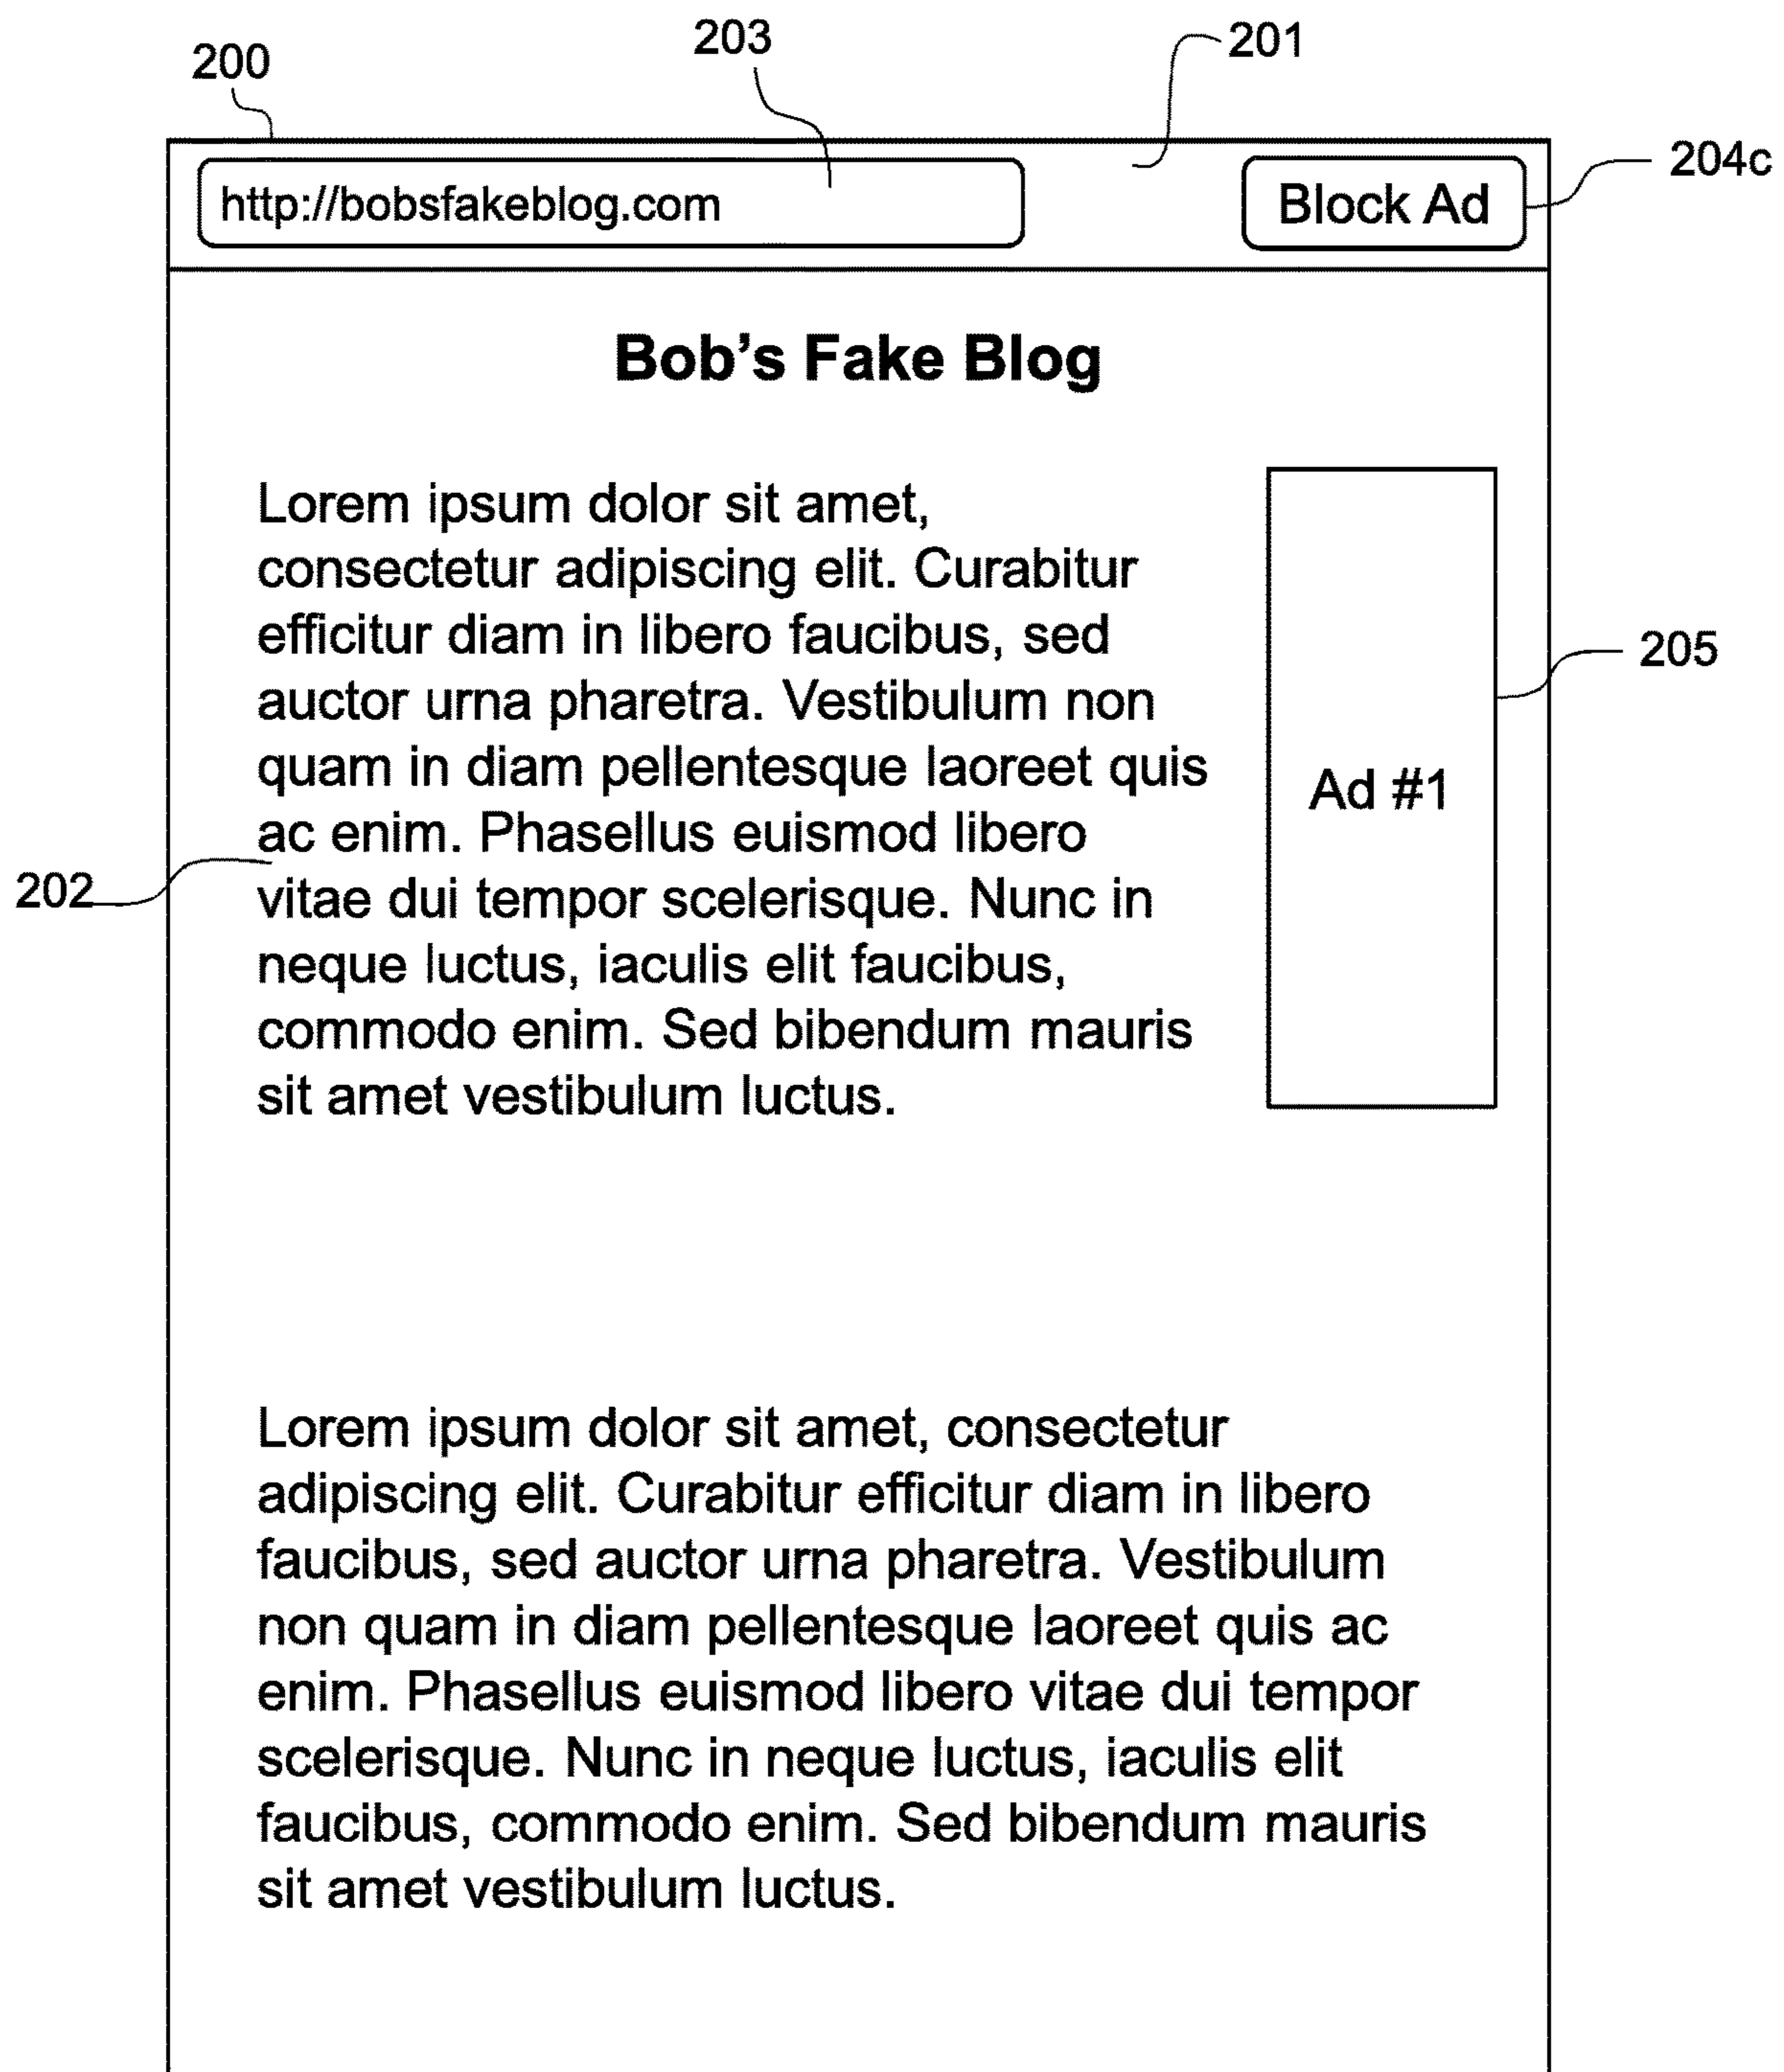 200
203
201
204c
http://bobsfakeblog.com
Block Ad
Bob’s Fake Blog
Lorem ipsum dolor sit amet,
consectetur adipiscing elit. Curabitur
efficitur diam in libero faucibus, sed
auctor urna pharetra. Vestibulum non
quam in diam pellentesque laoreet quis
ac enim. Phasellus euismod libero
vitae dui tempor scelerisque. Nunc in
neque luctus, iaculis elit faucibus,
commodo enim. Sed bibendum mauris
sit amet vestibulum luctus.
205
Ad #1
202
Lorem ipsum dolor sit amet, consectetur
adipiscing elit. Curabitur efficitur diam in libero
faucibus, sed auctor urna pharetra. Vestibulum
non quam in diam pellentesque laoreet quis ac
enim. Phasellus euismod libero vitae dui tempor
scelerisque. Nunc in neque luctus, iaculis elit
faucibus, commodo enim. Sed bibendum mauris
sit amet vestibulum luctus.